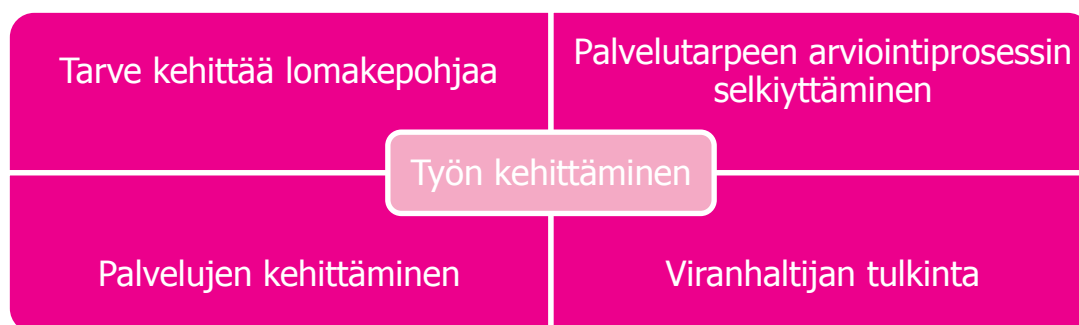 Tarve kehittää lomakepohjaa
Palvelutarpeen arviointiprosessin
selkiyttäminen
Työn kehittäminen
Palvelujen kehittäminen
Viranhaltijan tulkinta